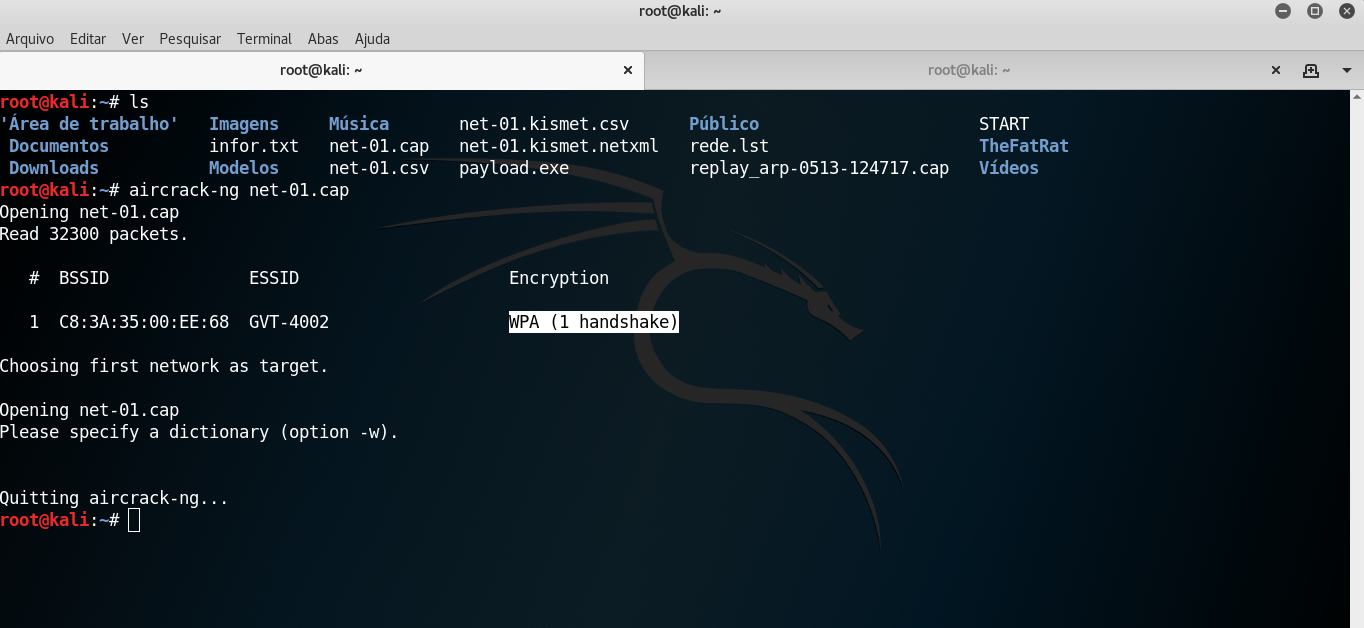 root@kali: ~
Arquivo Editar Ver Pesquisar Terminal Abas Ajuda
root@kali: ~ root@kali: ~
root@kali:~# ls
'Área de trabalho' Imagens Música net-01.kismet.csv Público START
Documentos infor.txt net-01.cap net-01.kismet.netxml rede.lst TheFatRat
Downloads Modelos net-01.csv payload.exe replay_arp-0513-124717.cap Vídeos
root@kali:~# aircrack-ng net-01.cap
Opening net-01.cap
Read 32300 packets.
# BSSID ESSID Encryption
1 C8:3A:35:00:EE:68 GVT-4002 WPA (1 handshake)
Choosing first network as target.
Opening net-01.cap
Please specify a dictionary (option -w).
Quitting aircrack-ng...
root@kali:~#